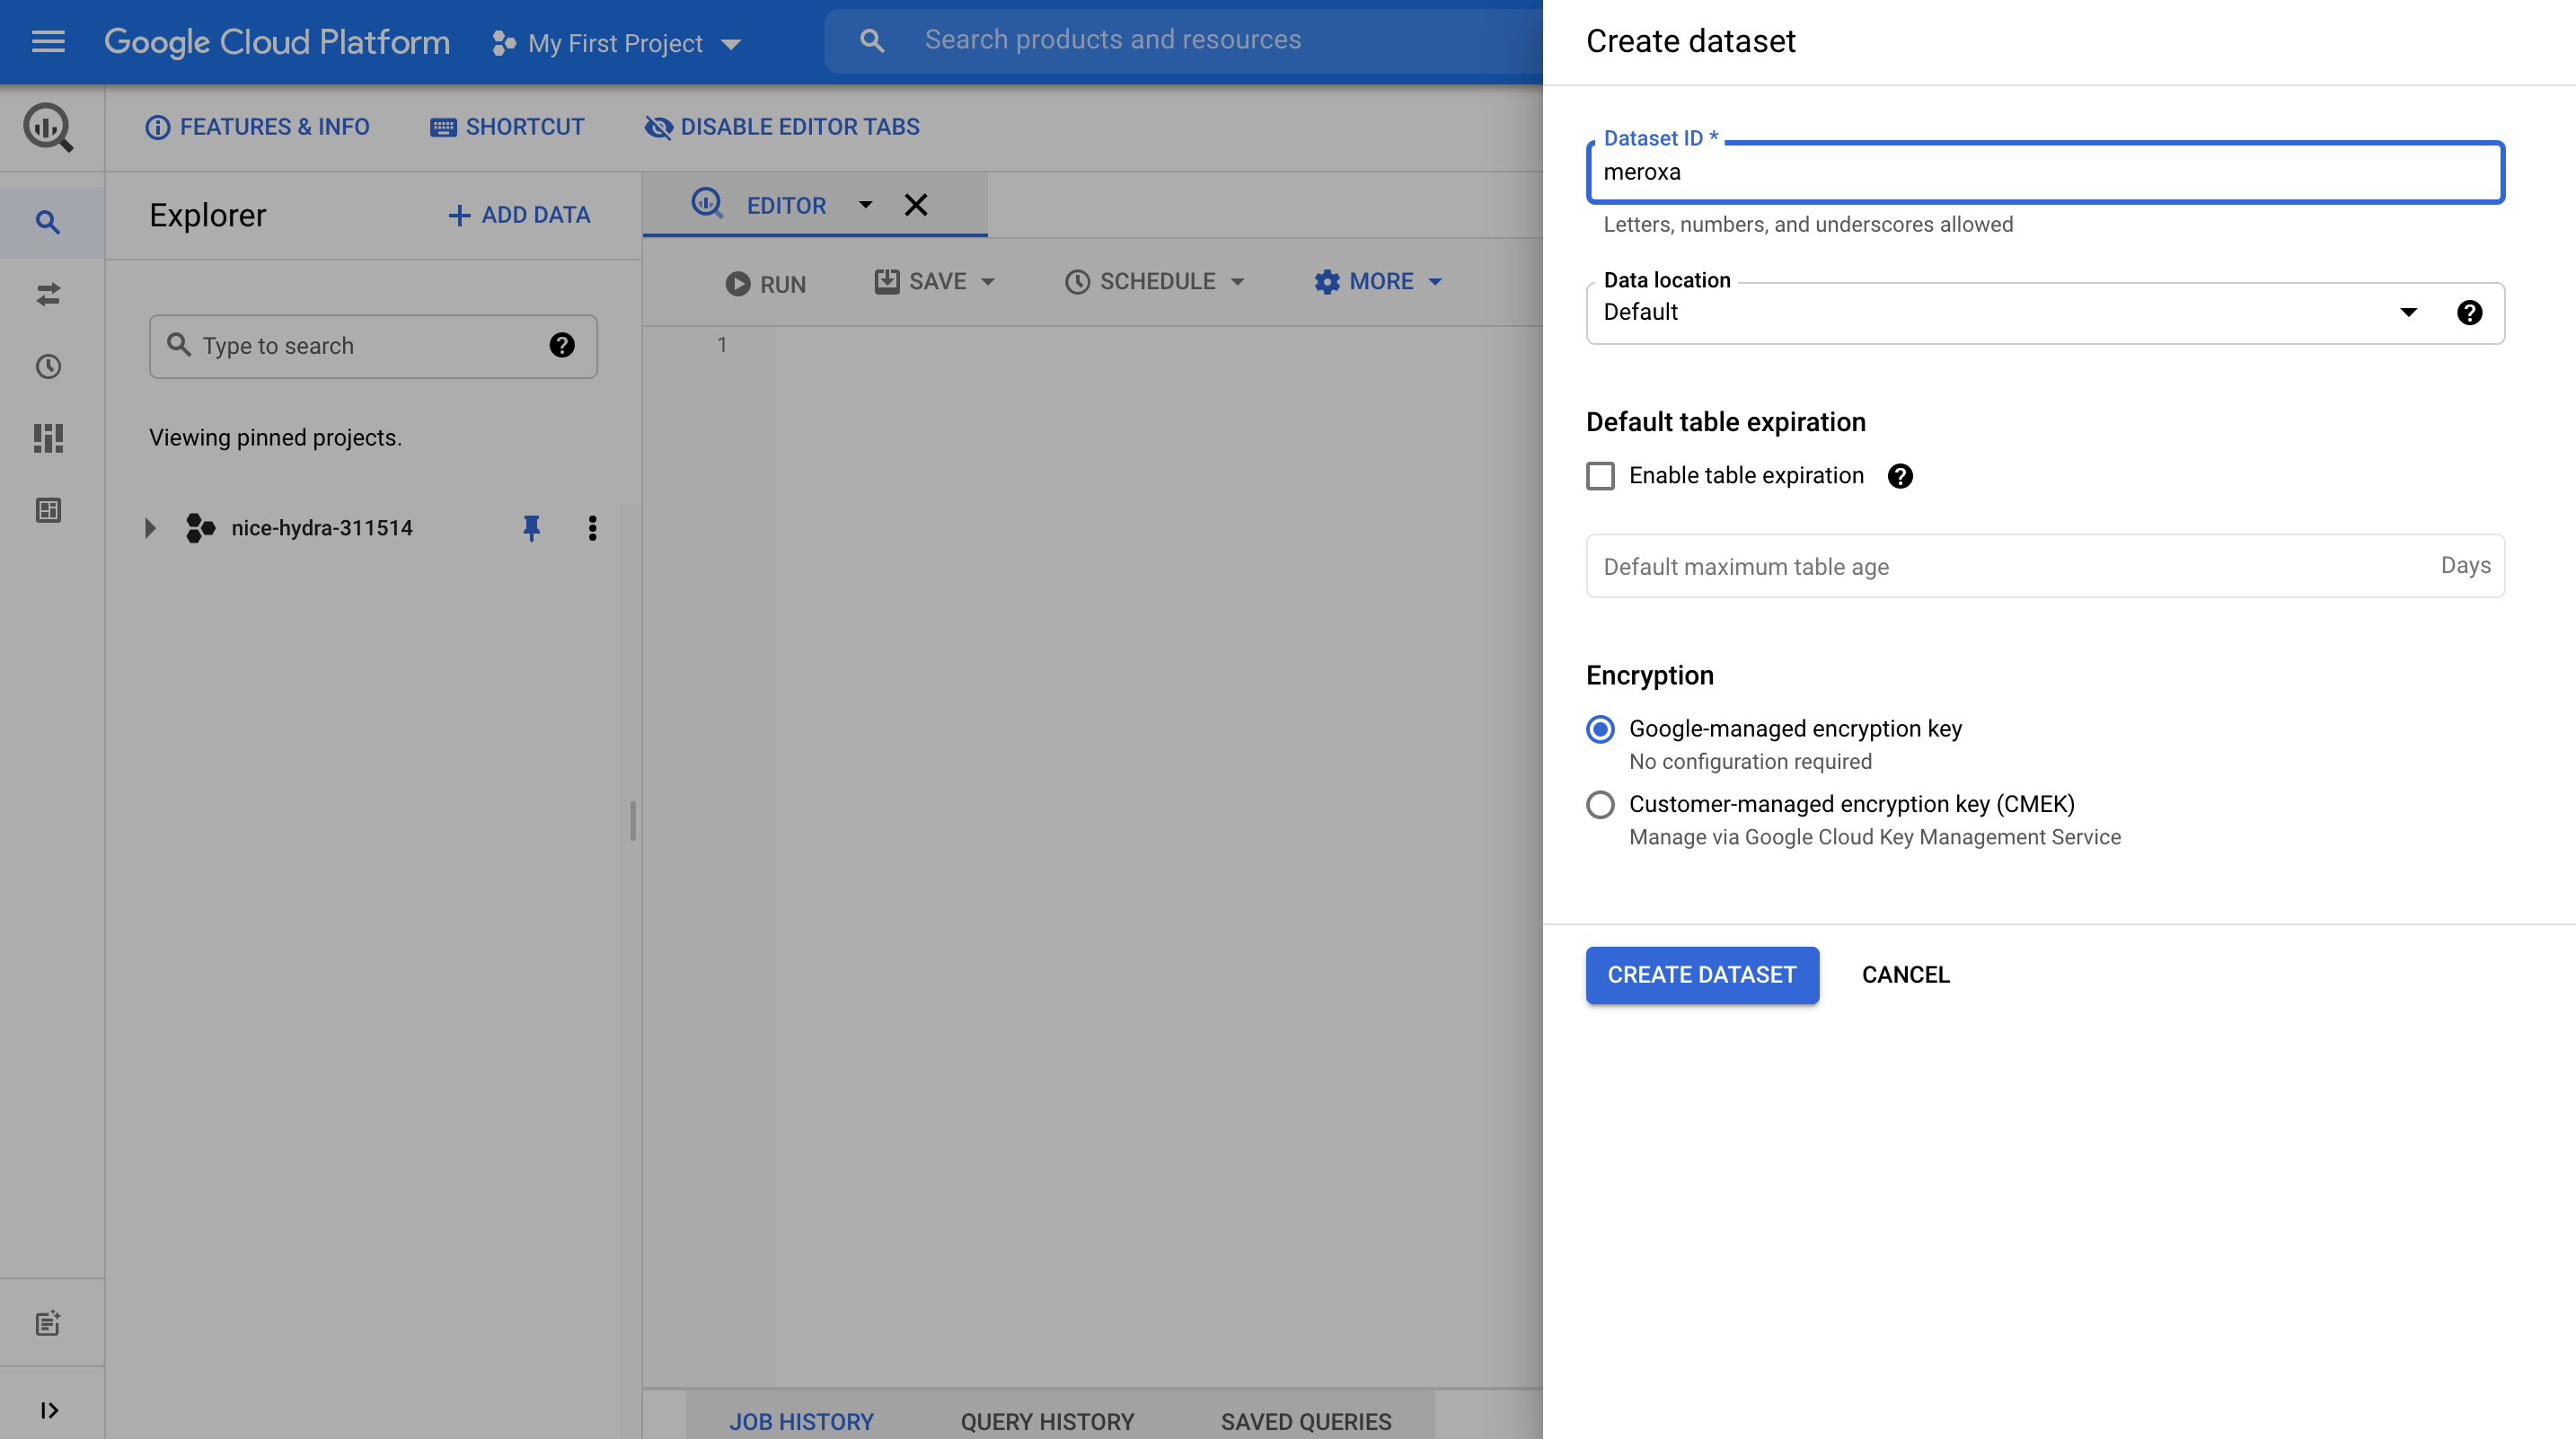 Google Cloud Platform
My First Project
Search products and resources
FEATURES & INFO
SHORTCUT
DISABLE EDITOR TABS
Explorer
ADD DATA
Type to search
Viewing pinned projects.
nice-hydra-311514
EDITOR
RUN
SAVE
SCHEDULE
MORE
1
JOB HISTORY
QUERY HISTORY
SAVED QUERIES
Create dataset
Dataset ID *
meroxa
Letters, numbers, and underscores allowed
Data location
Default
Default table expiration
Enable table expiration
Default maximum table age
Days
Encryption
Google-managed encryption key
No configuration required
Customer-managed encryption key (CMEK)
Manage via Google Cloud Key Management Service
CREATE DATASET
CANCEL